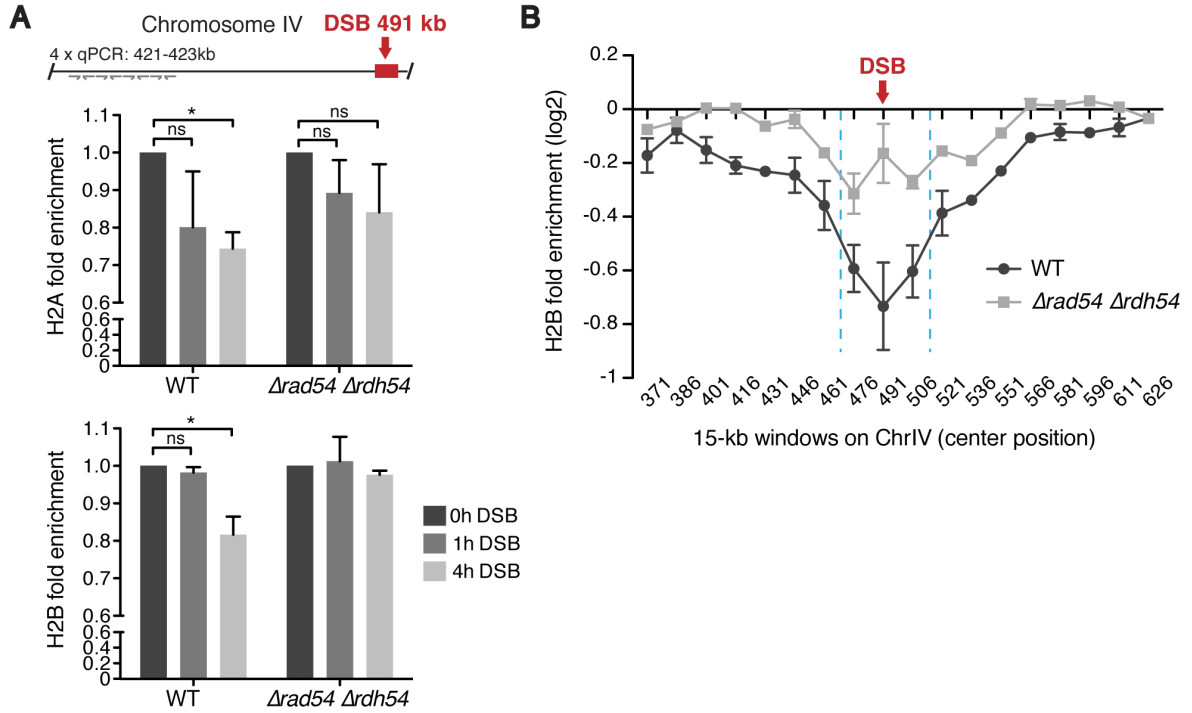 A
Chromosome IV
DSB 491 kb
4 x qPCR: 421-423kb
H2A fold enrichment
1.1
1.0
0.9
0.8
0.7
0.6
0.6
0.4
0.2
0
*
ns
ns
ns
WT
Δrad54 Δrdh54
H2B fold enrichment
1.1
1.0
0.9
0.8
0.7
0.6
0.6
0.4
0.2
0
*
ns
WT
Δrad54 Δrdh54
0h DSB
1h DSB
4h DSB
B
H2B fold enrichment (log2)
0.2
0
-0.2
-0.4
-0.6
-0.8
-1
DSB
WT
Δrad54 Δrdh54
371 386 401 416 431 446 461 476 491 506 521 536 551 566 581 596 611 626
15-kb windows on ChrIV (center position)